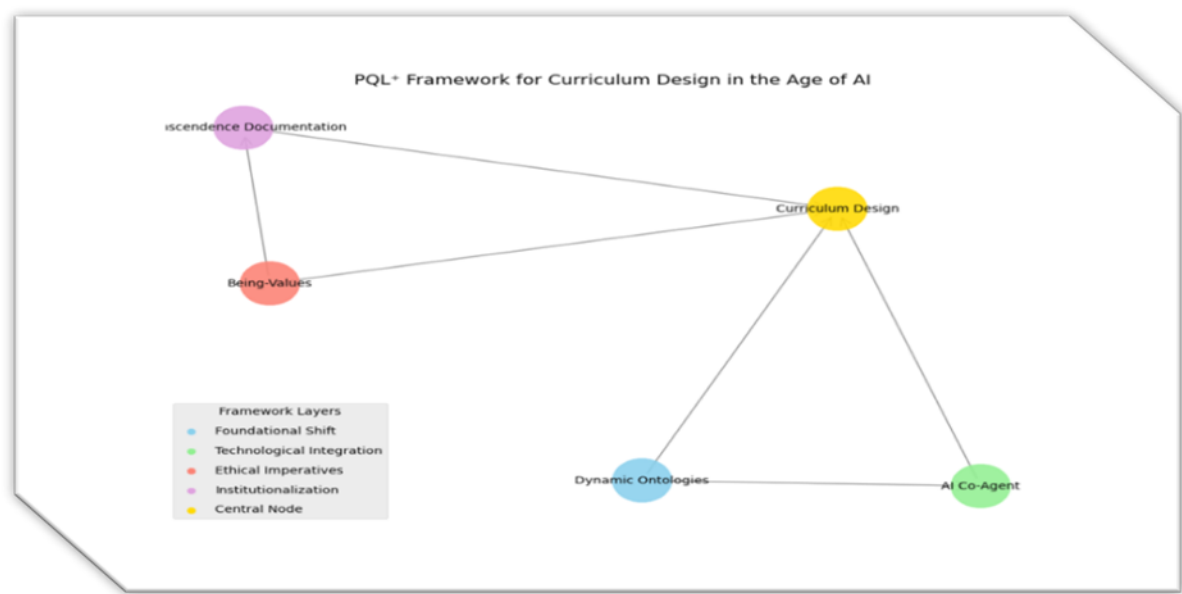 PQL⁺ Framework for Curriculum Design in the Age of AI
scendence Documentation
Curriculum Design
Being-Values
Framework Layers
Foundational Shift
Technological Integration
Ethical Imperatives
Institutionalization
Central Node
Dynamic Ontologies
AI Co-Agent